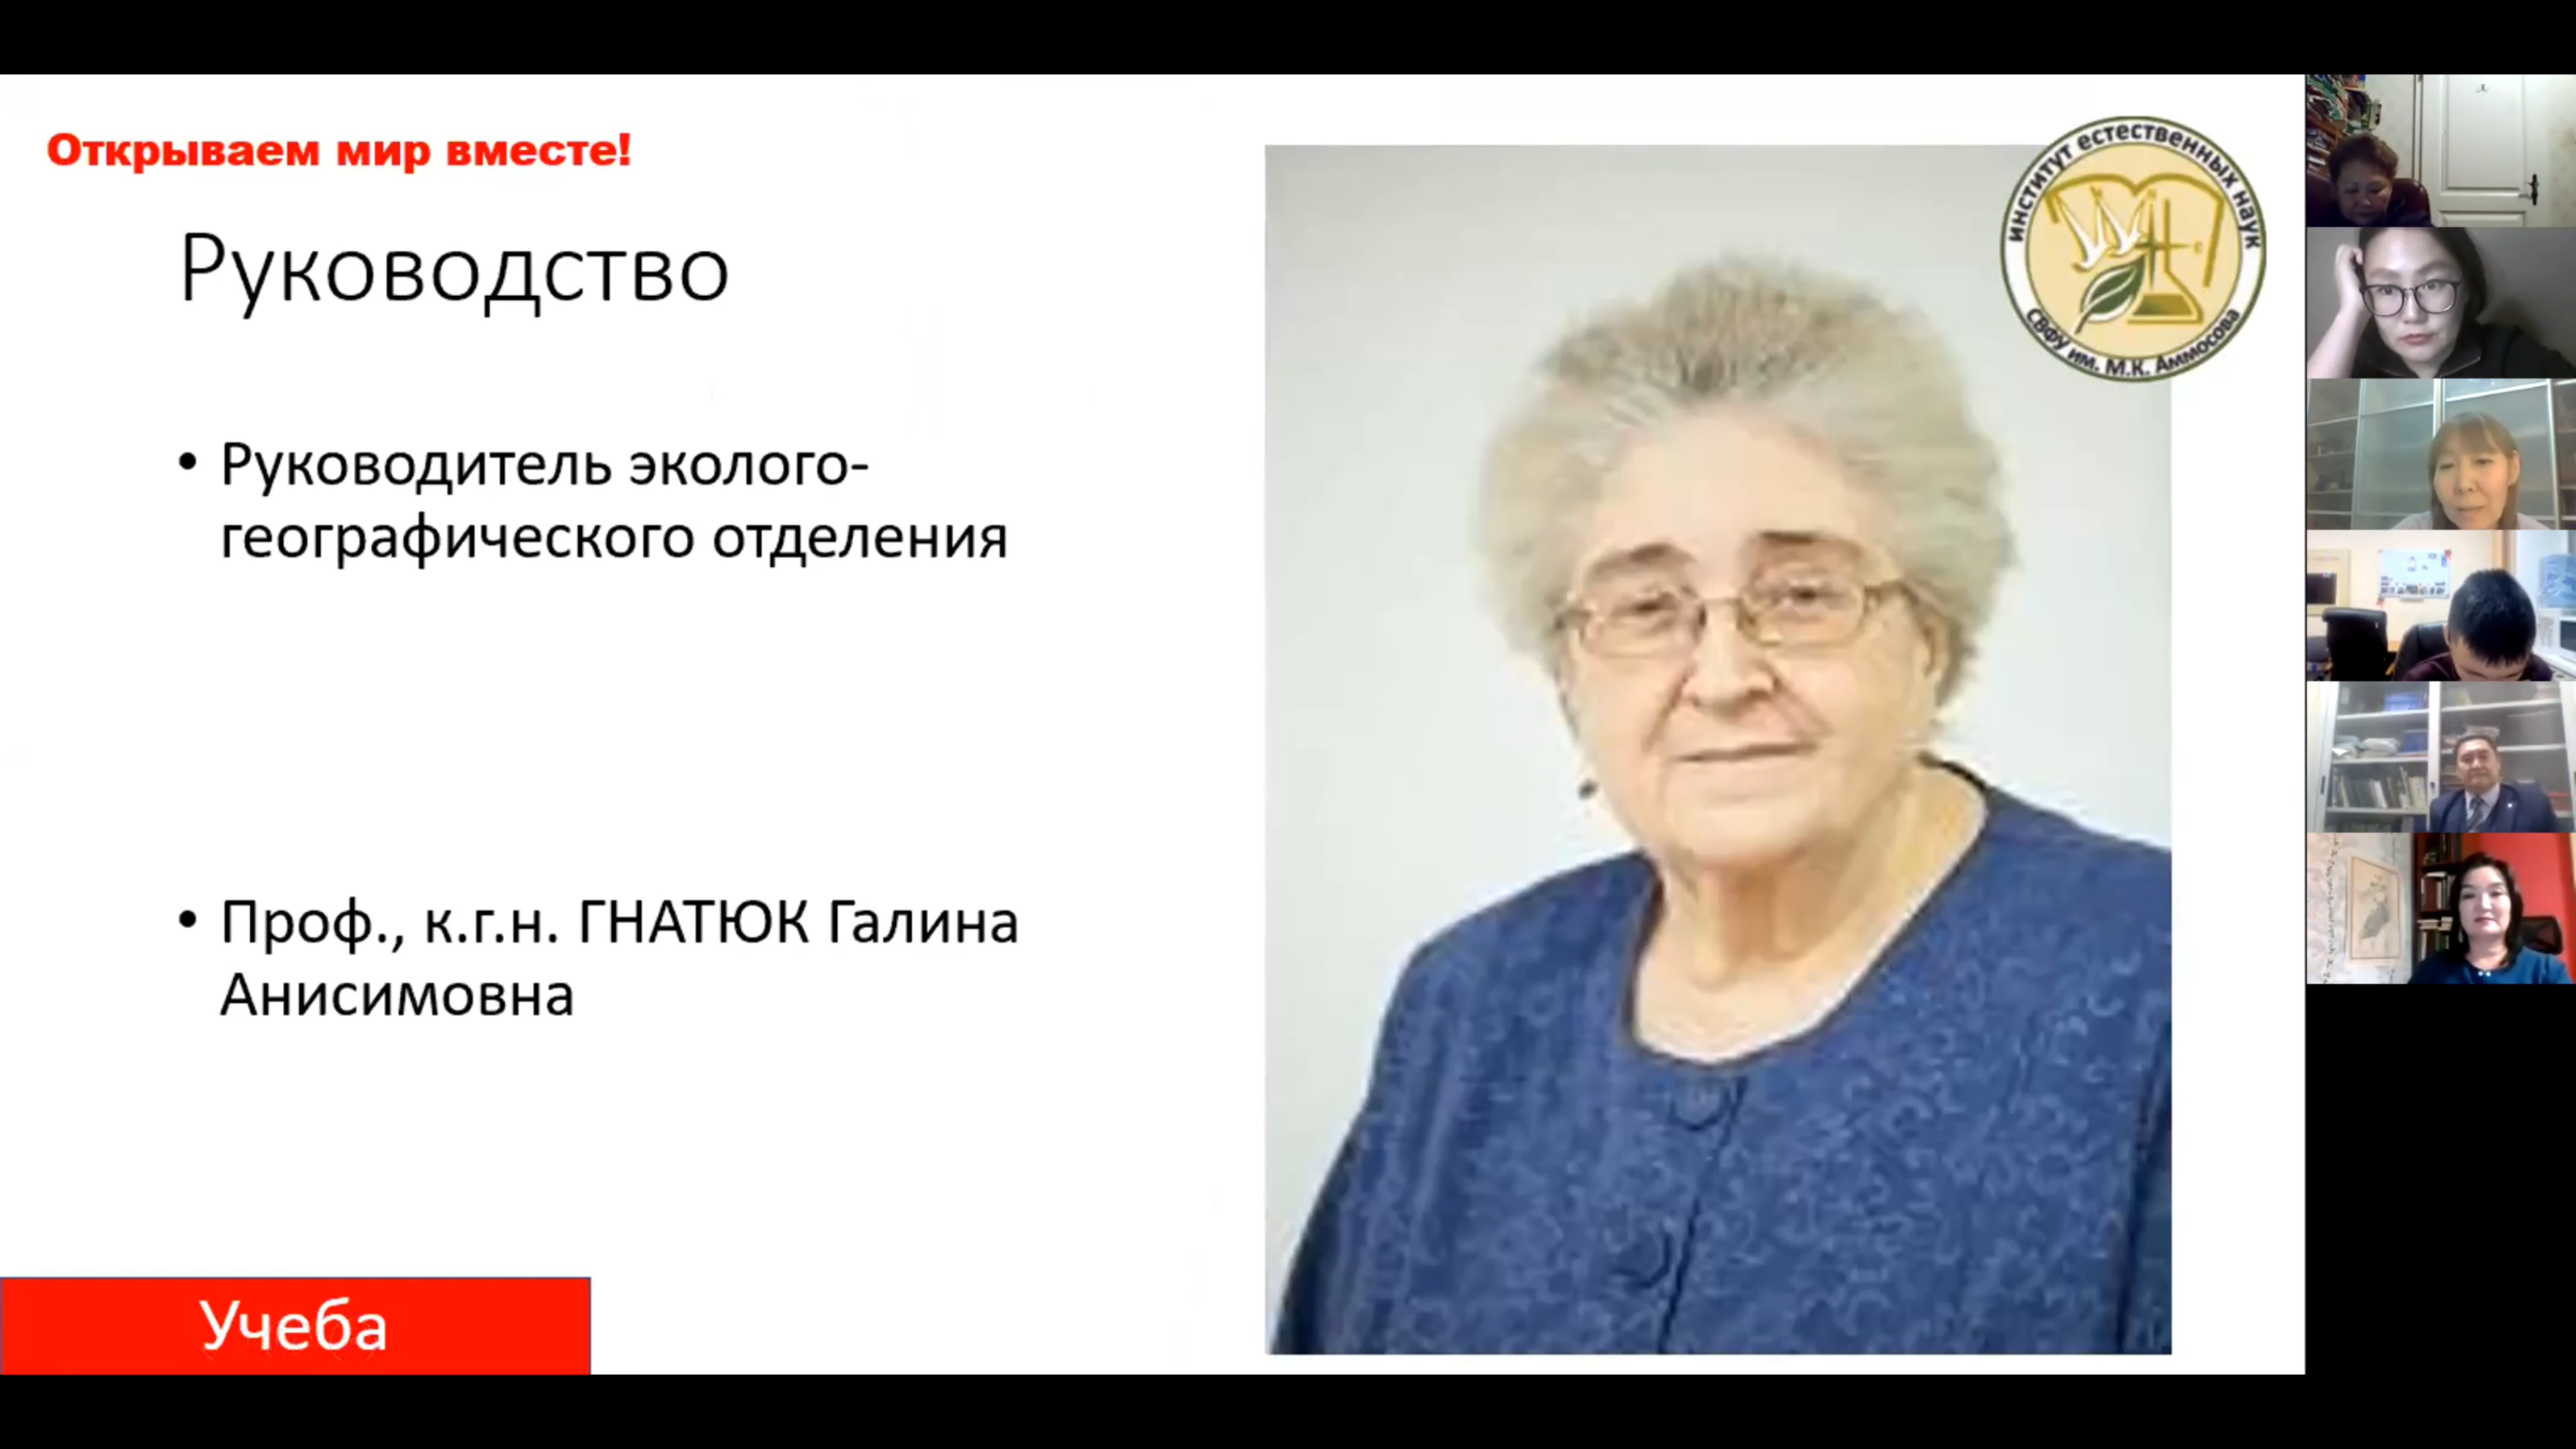 Открываем мир вместе!
институт естественных наук
СВФУ им. М.К. Аммосова
Руководство
• Руководитель эколого-
географического отделения
• Проф., к.г.н. ГНАТЮК Галина
Анисимовна
Учеба